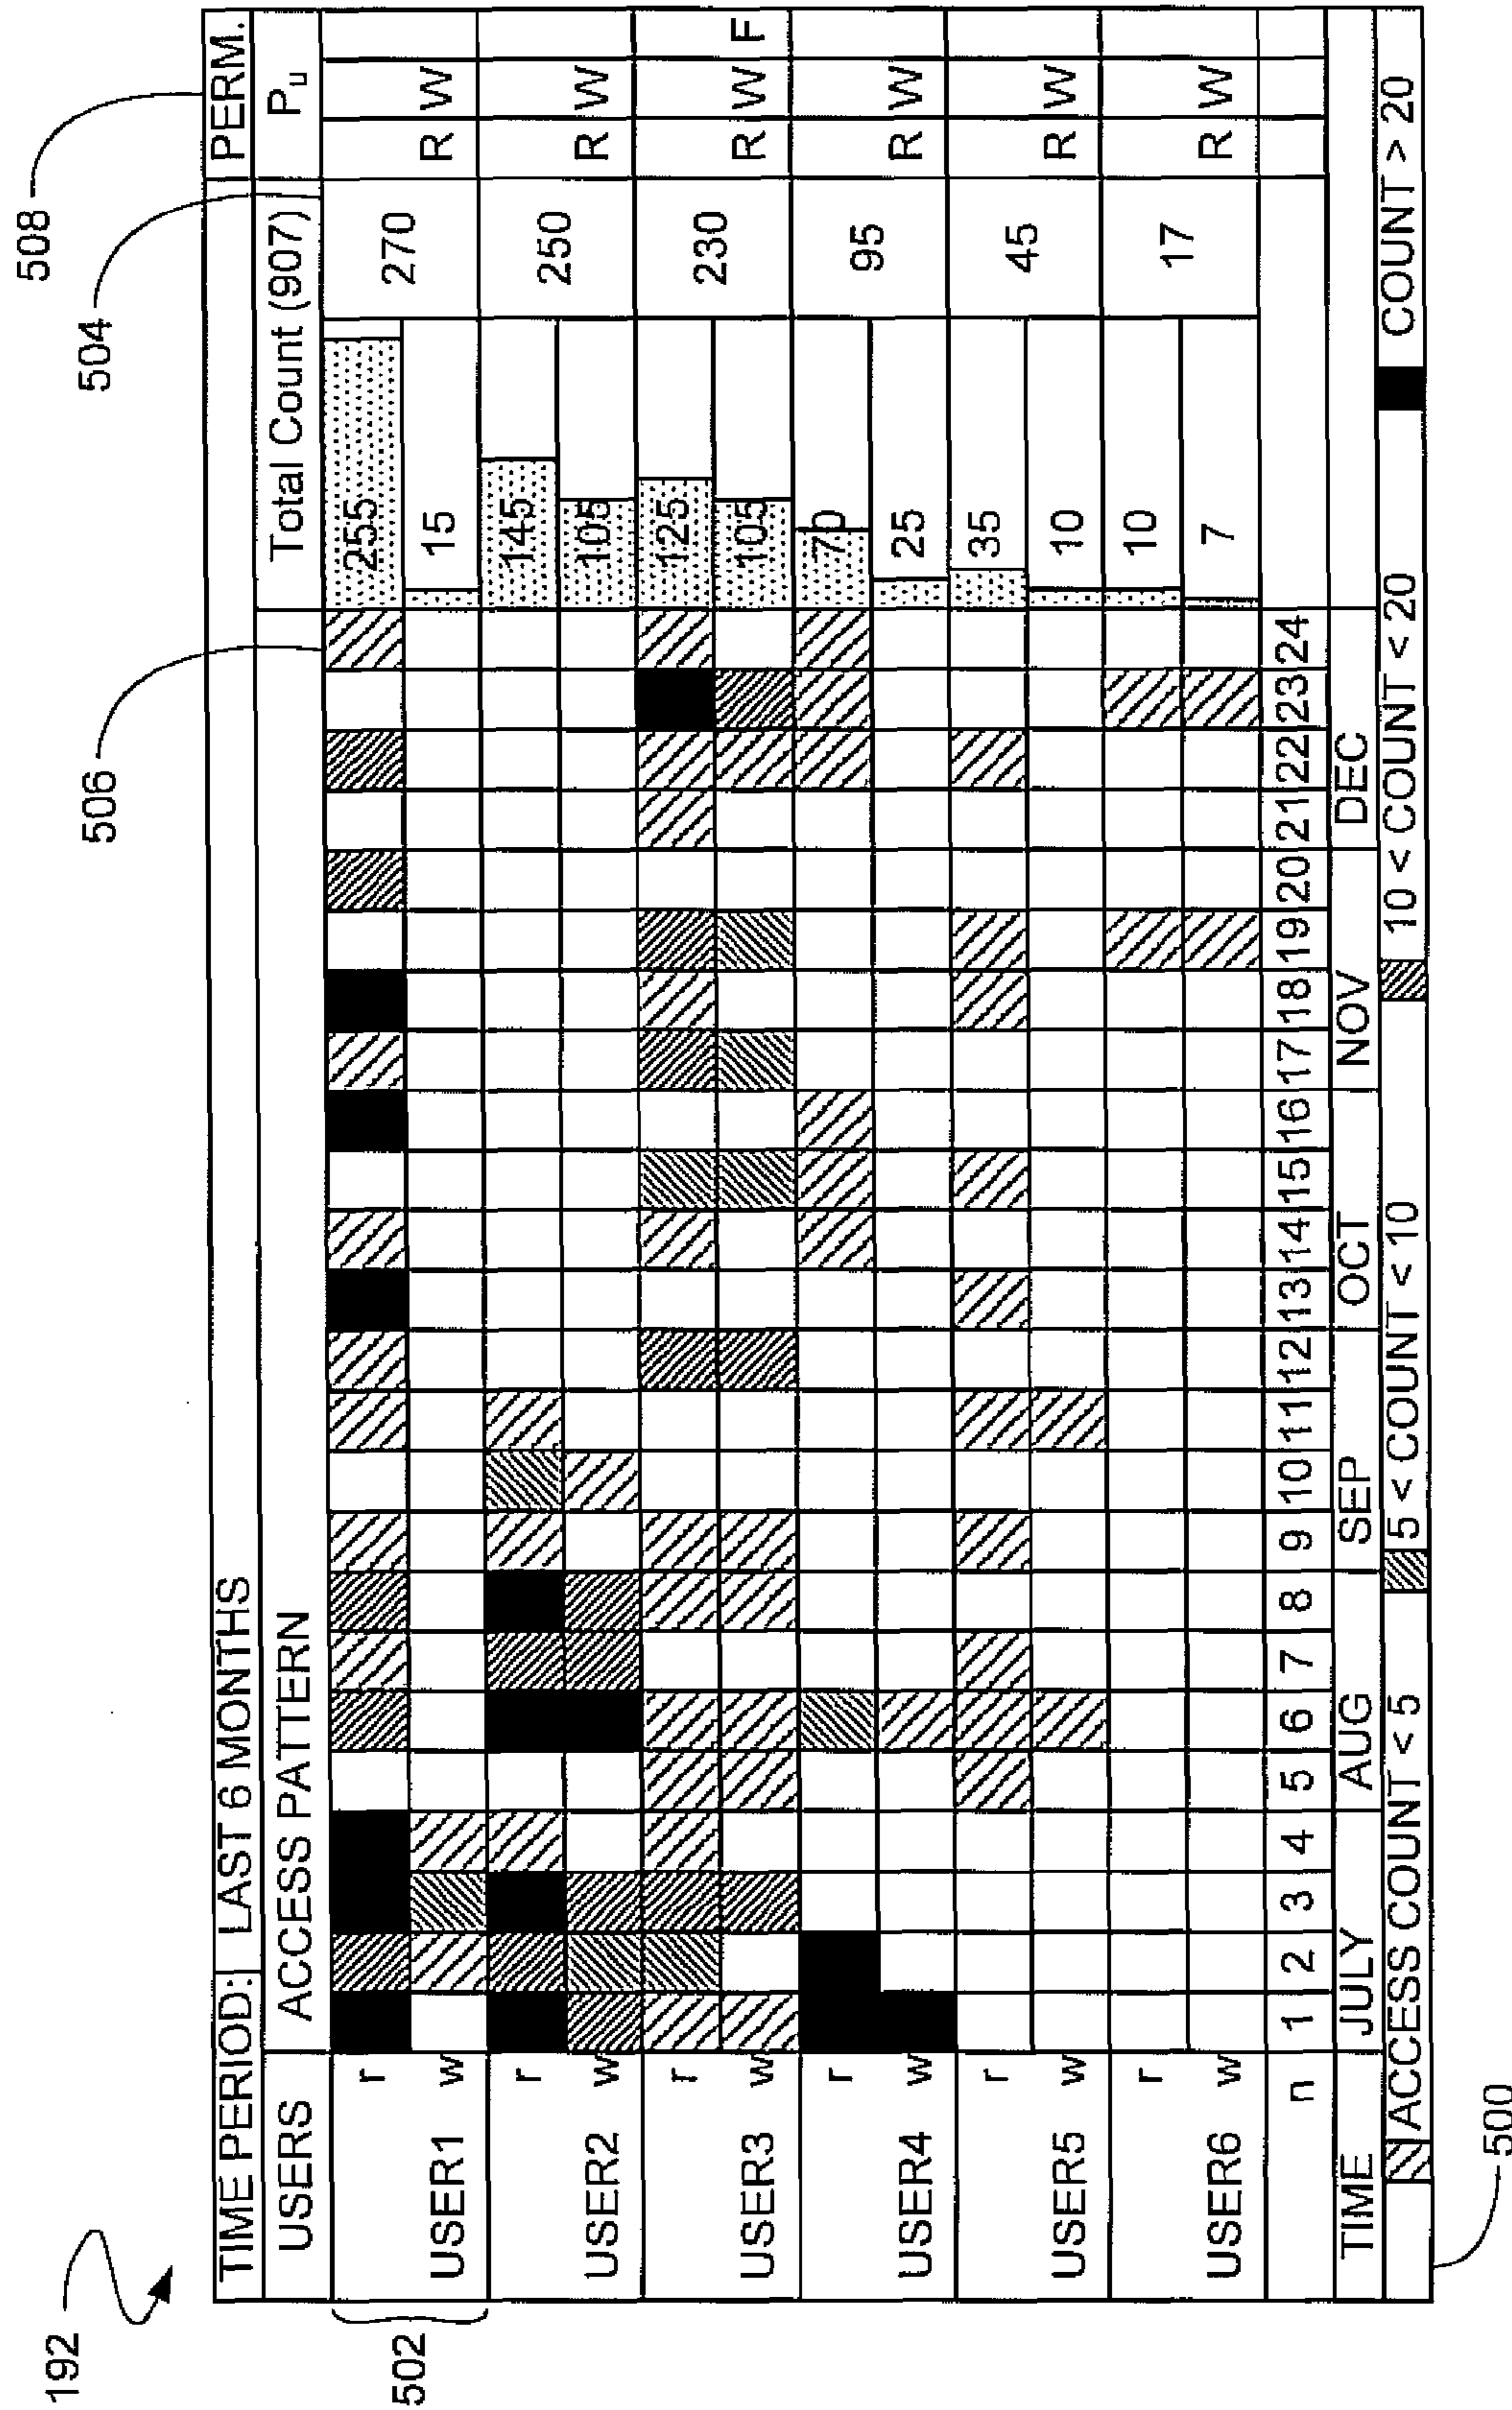 192
508
504
506
TIME PERIOD: LAST 6 MONTHS PERM.
USERS ACCESS PATTERN Total Count (907) Pu
502
r 255
USER1 w 15 270 R W
r 145
USER2 w 105 250 R W
r 125
USER3 w 105 230 R W F
r 70
USER4 w 25 95 R W
r 35
USER5 w 10 45 R W
r 10
USER6 w 7 17 R W
n 1 2 3 4 5 6 7 8 9 10 11 12 13 14 15 16 17 18 19 20 21 22 23 24
TIME JULY AUG SEP OCT NOV DEC
ACCESS COUNT < 5 5 < COUNT < 10 10 < COUNT < 20 COUNT > 20
500